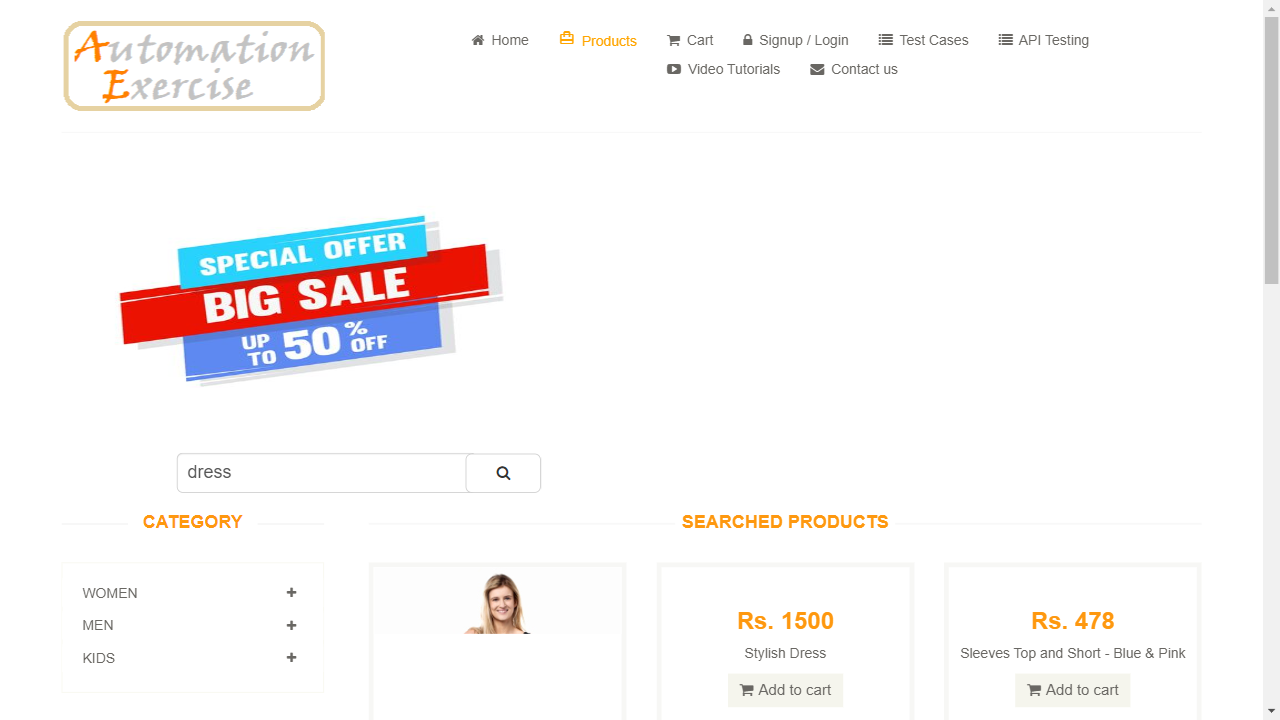 Automation
Exercise
Home
Products
Cart
Signup / Login
Test Cases
API Testing
Video Tutorials
Contact us
SPECIAL OFFER
BIG SALE
UP TO 50% OFF
dress
CATEGORY
SEARCHED PRODUCTS
WOMEN
MEN
KIDS
Rs. 1500
Stylish Dress
Add to cart
Rs. 478
Sleeves Top and Short - Blue & Pink
Add to cart